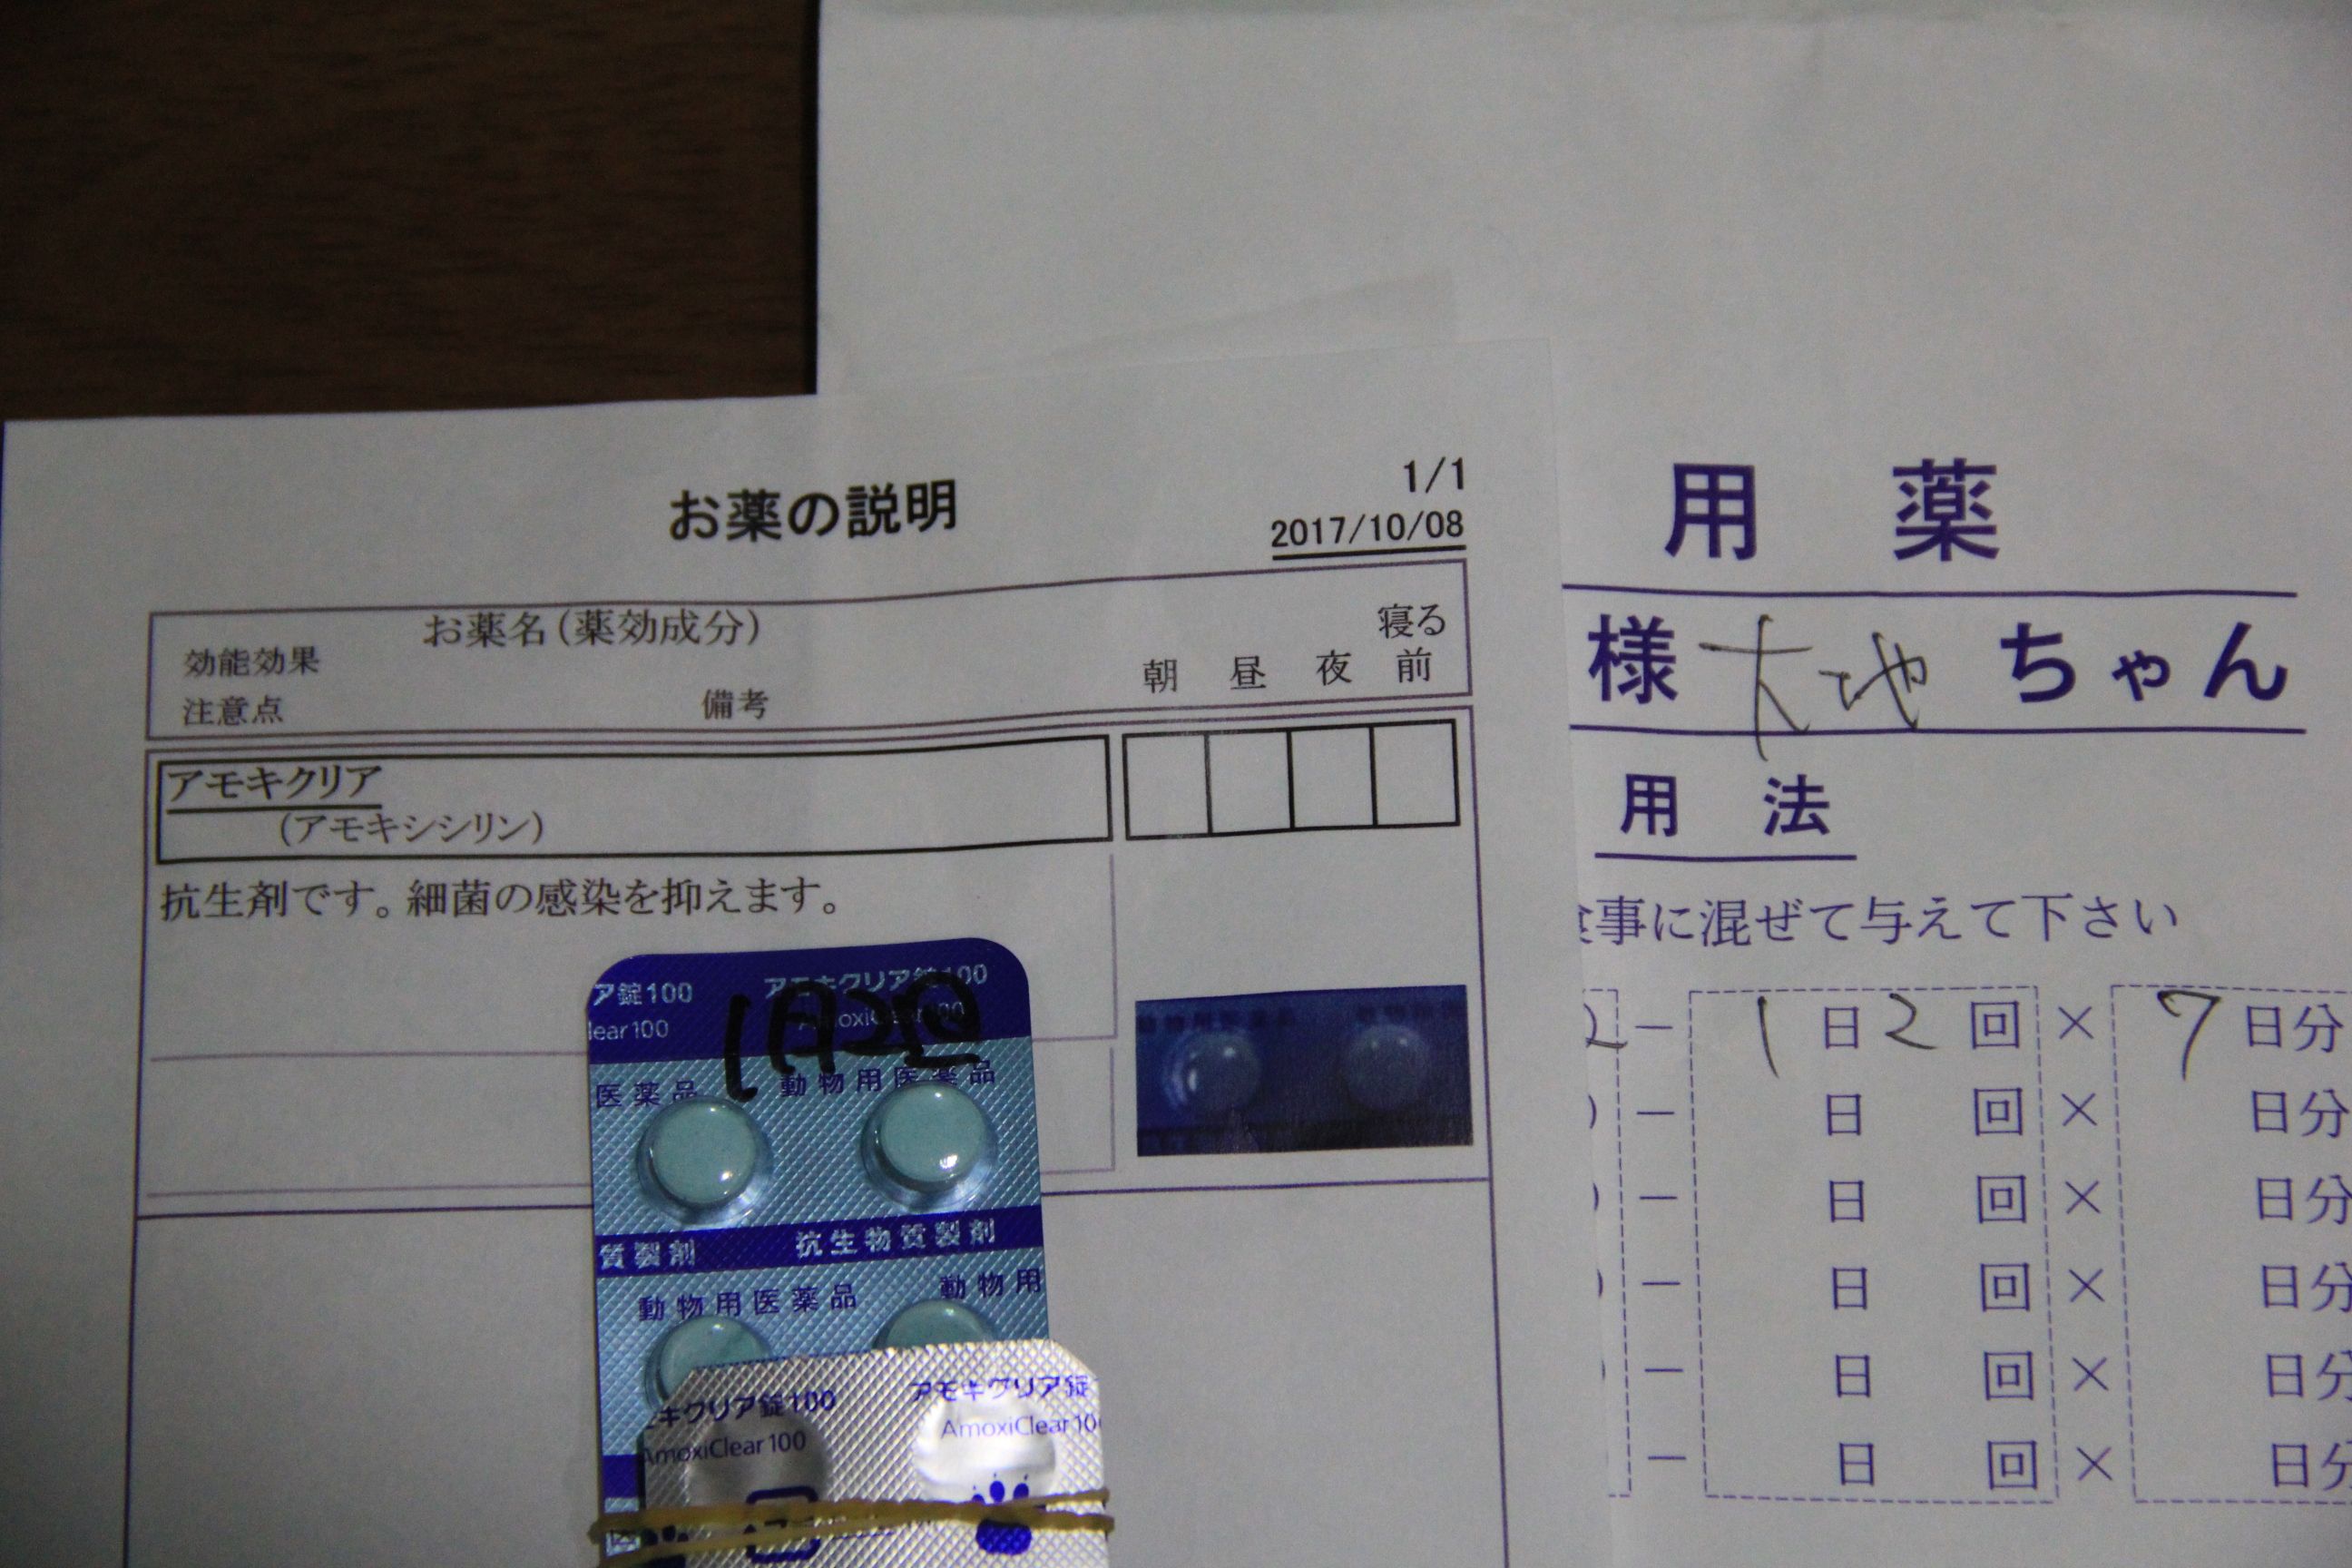 お薬の説明
1/1
2017/10/08
お薬名(薬効成分)
効能効果
注意点
備考
朝 昼 夜 寝る前
アモキクリア
(アモキシシリン)
抗生剤です。細菌の感染を抑えます。
ア錠100 アモキクリア錠100
lear100
1日2回
医薬品 動物用医薬品
質製剤 抗生物質製剤
動物用医薬品 動物用
モキクリア錠100 アモキクリア錠
AmoxiClear100 AmoxiClear10
用 薬
様 大地 ちゃん
用 法
食事に混ぜて与えて下さい
2 - 1日2回 × 7日分
- 日 回 × 日分
- 日 回 × 日分
- 日 回 × 日分
- 日 回 × 日分
- 日 回 × 日分